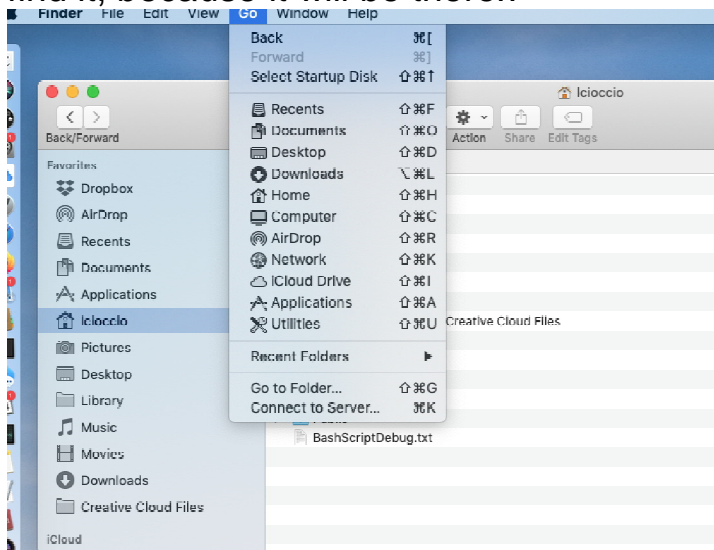 Finder File Edit View Go Window Help
Back ⌘[
Forward ⌘]
Select Startup Disk ⇧⌘↑
Recents ⇧⌘F
Documents ⇧⌘O
Desktop ⇧⌘D
Downloads ⌥⌘L
Home ⇧⌘H
Computer ⇧⌘C
AirDrop ⇧⌘R
Network ⇧⌘K
iCloud Drive ⇧⌘I
Applications ⇧⌘A
Utilities ⇧⌘U
Recent Folders
Go to Folder... ⇧⌘G
Connect to Server... ⌘K
lcioccio
Back/Forward
Action Share Edit Tags
Favorites
Dropbox
AirDrop
Recents
Documents
Applications
lcioccio
Pictures
Desktop
Library
Music
Movies
Downloads
Creative Cloud Files
iCloud
Creative Cloud Files
BashScriptDebug.txt